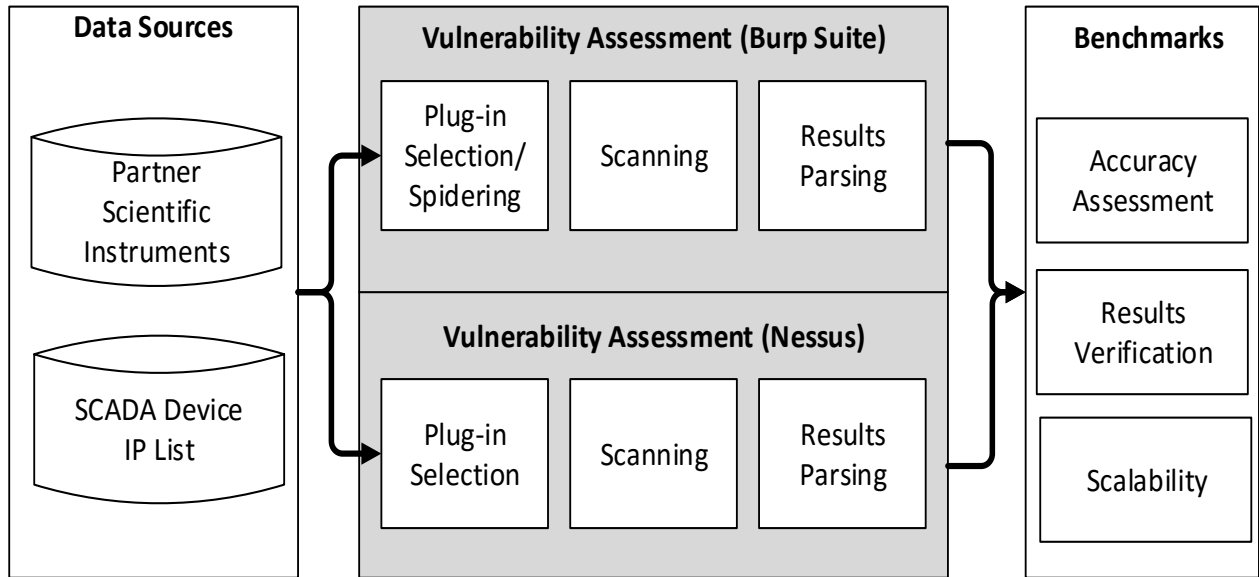 Data Sources
Partner
Scientific
Instruments
SCADA Device
IP List
Vulnerability Assessment (Burp Suite)
Plug-in
Selection/
Spidering
Scanning
Results
Parsing
Vulnerability Assessment (Nessus)
Plug-in
Selection
Scanning
Results
Parsing
Benchmarks
Accuracy
Assessment
Results
Verification
Scalability